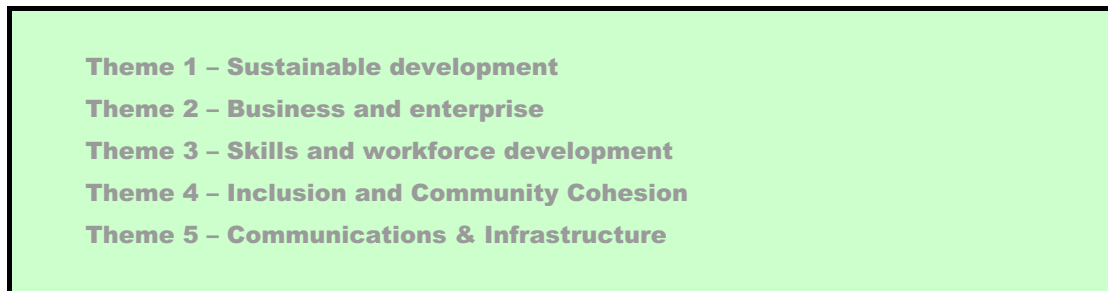 Theme 1 – Sustainable development
Theme 2 – Business and enterprise
Theme 3 – Skills and workforce development
Theme 4 – Inclusion and Community Cohesion
Theme 5 – Communications & Infrastructure